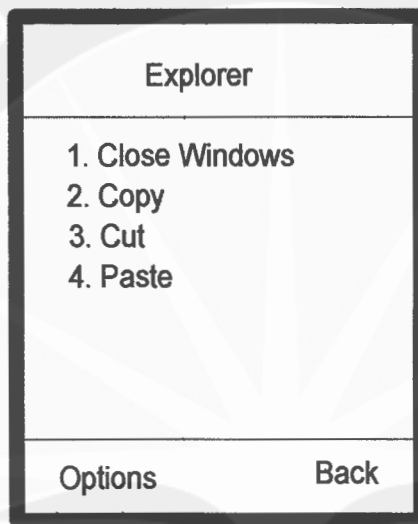 Explorer
1. Close Windows
2. Copy
3. Cut
4. Paste
Options Back